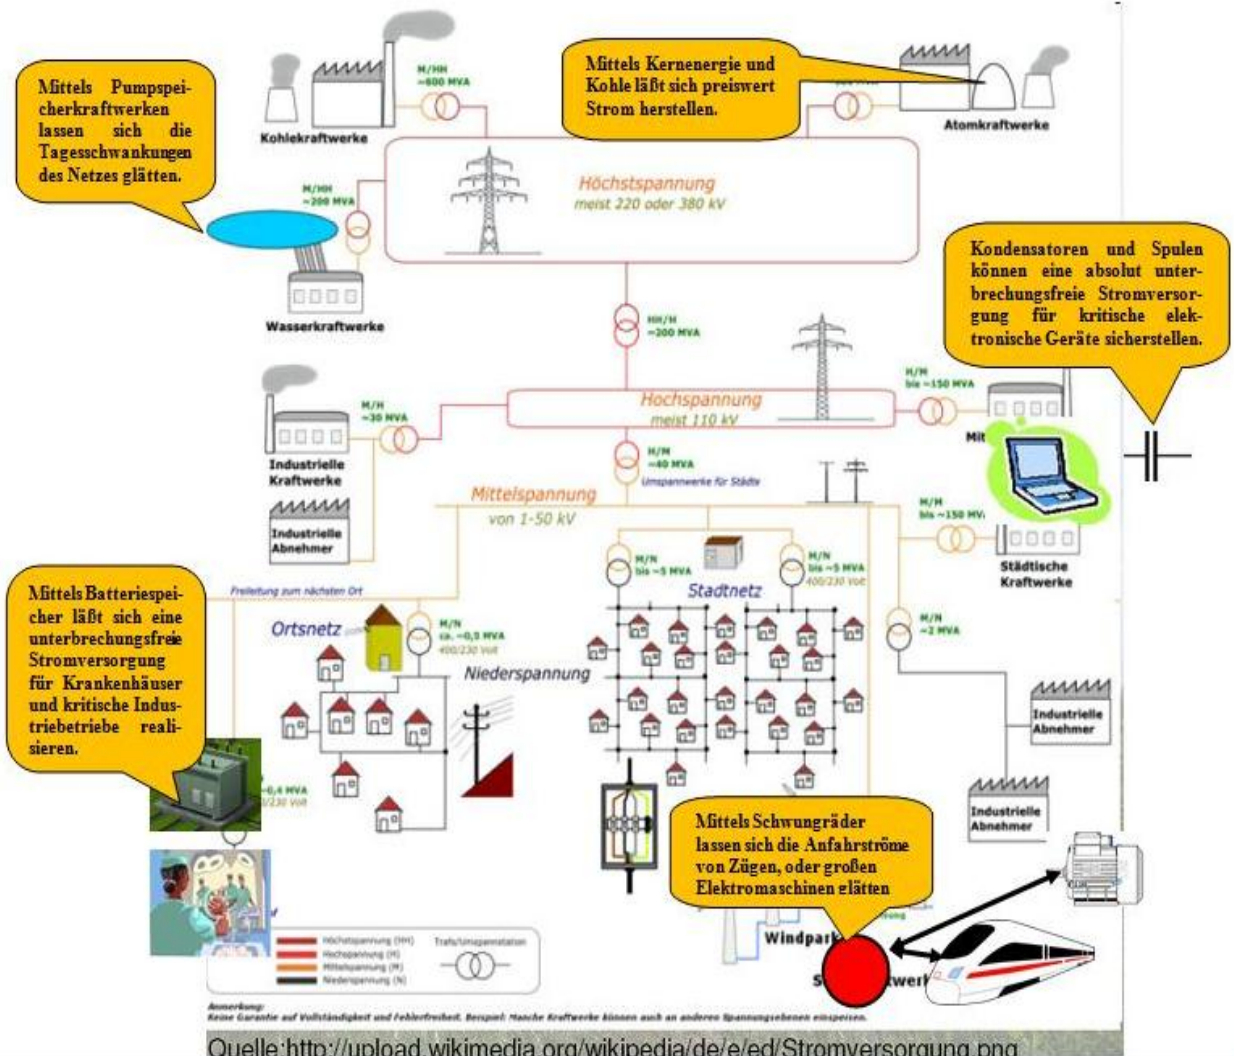 Mittels Pumpspei-
cherkraftwerken
lassen sich die
Tagesschwankungen
des Netzes glätten.
Kohlekraftwerke
M/HH
~600 MVA
Mittels Kernenergie und
Kohle läßt sich preiswert
Strom herstellen.
Atomkraftwerke
Höchstspannung
meist 220 oder 380 kV
M/HH
~200 MVA
Wasserkraftwerke
HH/H
~200 MVA
Kondensatoren und Spulen
können eine absolut unter-
brechungsfreie Stromversor-
gung für kritische elek-
tronische Geräte sicherstellen.
Hochspannung
meist 110 kV
M/H
~30 MVA
H/M
bis ~150 MVA
Mit
Industrielle
Kraftwerke
H/M
~40 MVA
Umspannwerke für Städte
Mittelspannung
von 1-50 kV
Industrielle
Abnehmer
M/M
bis ~150 MV
Städtische
Kraftwerke
M/N
bis ~5 MVA
M/N
bis ~5 MVA
400/230 Volt
Stadtnetz
Mittels Batteriespei-
cher läßt sich eine
unterbrechungsfreie
Stromversorgung
für Krankenhäuser
und kritische Indus-
triebetriebe reali-
sieren.
Freileitung zum nächsten Ort
Ortsnetz
M/N
ca. ~0,5 MVA
400/230 Volt
Niederspannung
M/N
~2 MVA
Industrielle
Abnehmer
Industrielle
Abnehmer
~0,4 MVA
/230 Volt
Mittels Schwungräder
lassen sich die Anfahrströme
von Zügen, oder großen
Elektromaschinen glätten
Windpark
S
twer
Höchstspannung (HH)
Hochspannung (H)
Mittelspannung (M)
Niederspannung (N)
Trafo/Umspannstation
Anmerkung:
Keine Garantie auf Vollständigkeit und Fehlerfreiheit. Beispiel: Manche Kraftwerke können auch an anderen Spannungsebenen einspeisen.
Quelle:http://upload.wikimedia.org/wikipedia/de/e/ed/Stromversorgung.png